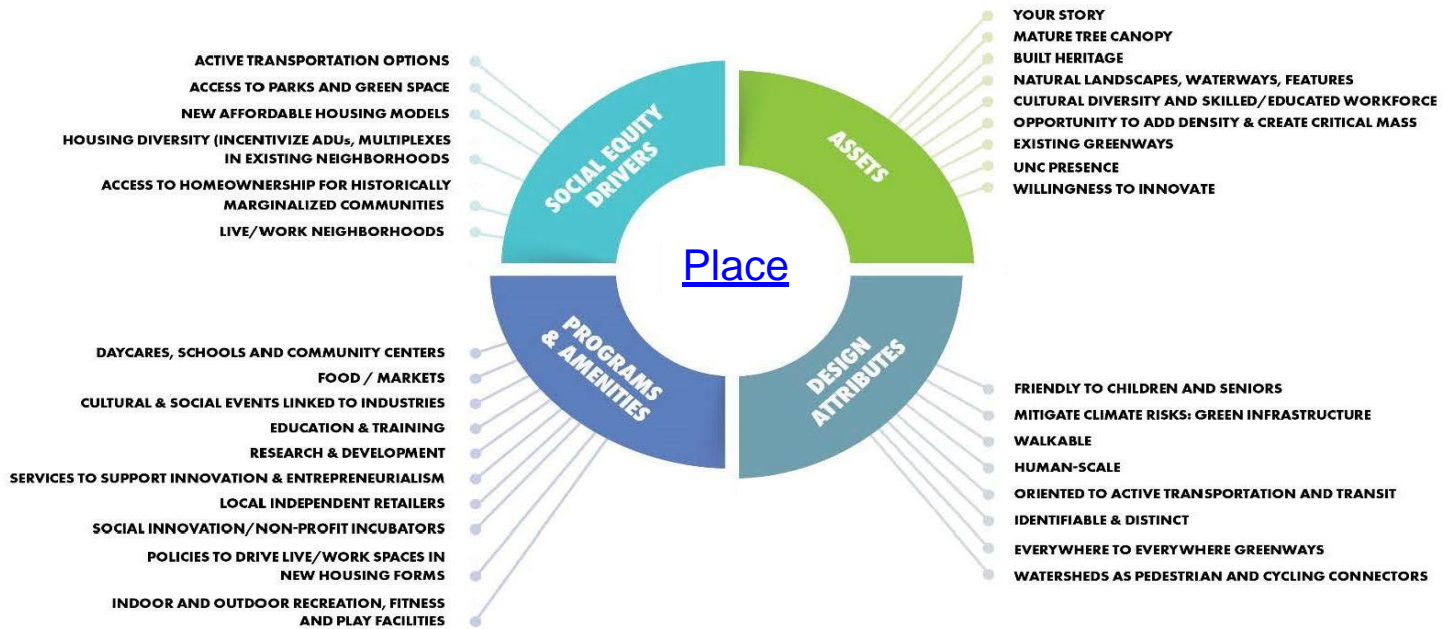 ACTIVE TRANSPORTATION OPTIONS
ACCESS TO PARKS AND GREEN SPACE
NEW AFFORDABLE HOUSING MODELS
HOUSING DIVERSITY (INCENTIVIZE ADUs, MULTIPLEXES
IN EXISTING NEIGHBORHOODS
ACCESS TO HOMEOWNERSHIP FOR HISTORICALLY
MARGINALIZED COMMUNITIES
LIVE/WORK NEIGHBORHOODS
SOCIAL EQUITY
DRIVERS
ASSETS
YOUR STORY
MATURE TREE CANOPY
BUILT HERITAGE
NATURAL LANDSCAPES, WATERWAYS, FEATURES
CULTURAL DIVERSITY AND SKILLED/EDUCATED WORKFORCE
OPPORTUNITY TO ADD DENSITY & CREATE CRITICAL MASS
EXISTING GREENWAYS
UNC PRESENCE
WILLINGNESS TO INNOVATE
Place
DAYCARES, SCHOOLS AND COMMUNITY CENTERS
FOOD / MARKETS
CULTURAL & SOCIAL EVENTS LINKED TO INDUSTRIES
EDUCATION & TRAINING
RESEARCH & DEVELOPMENT
SERVICES TO SUPPORT INNOVATION & ENTREPRENEURIALISM
LOCAL INDEPENDENT RETAILERS
SOCIAL INNOVATION/NON-PROFIT INCUBATORS
POLICIES TO DRIVE LIVE/WORK SPACES IN
NEW HOUSING FORMS
INDOOR AND OUTDOOR RECREATION, FITNESS
AND PLAY FACILITIES
PROGRAMS
& AMENITIES
DESIGN
ATTRIBUTES
FRIENDLY TO CHILDREN AND SENIORS
MITIGATE CLIMATE RISKS: GREEN INFRASTRUCTURE
WALKABLE
HUMAN-SCALE
ORIENTED TO ACTIVE TRANSPORTATION AND TRANSIT
IDENTIFIABLE & DISTINCT
EVERYWHERE TO EVERYWHERE GREENWAYS
WATERSHEDS AS PEDESTRIAN AND CYCLING CONNECTORS